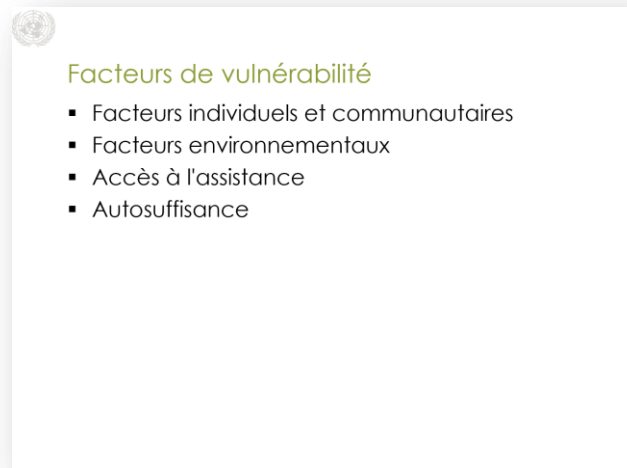 Facteurs de vulnérabilité
▪ Facteurs individuels et communautaires
▪ Facteurs environnementaux
▪ Accès à l'assistance
▪ Autosuffisance